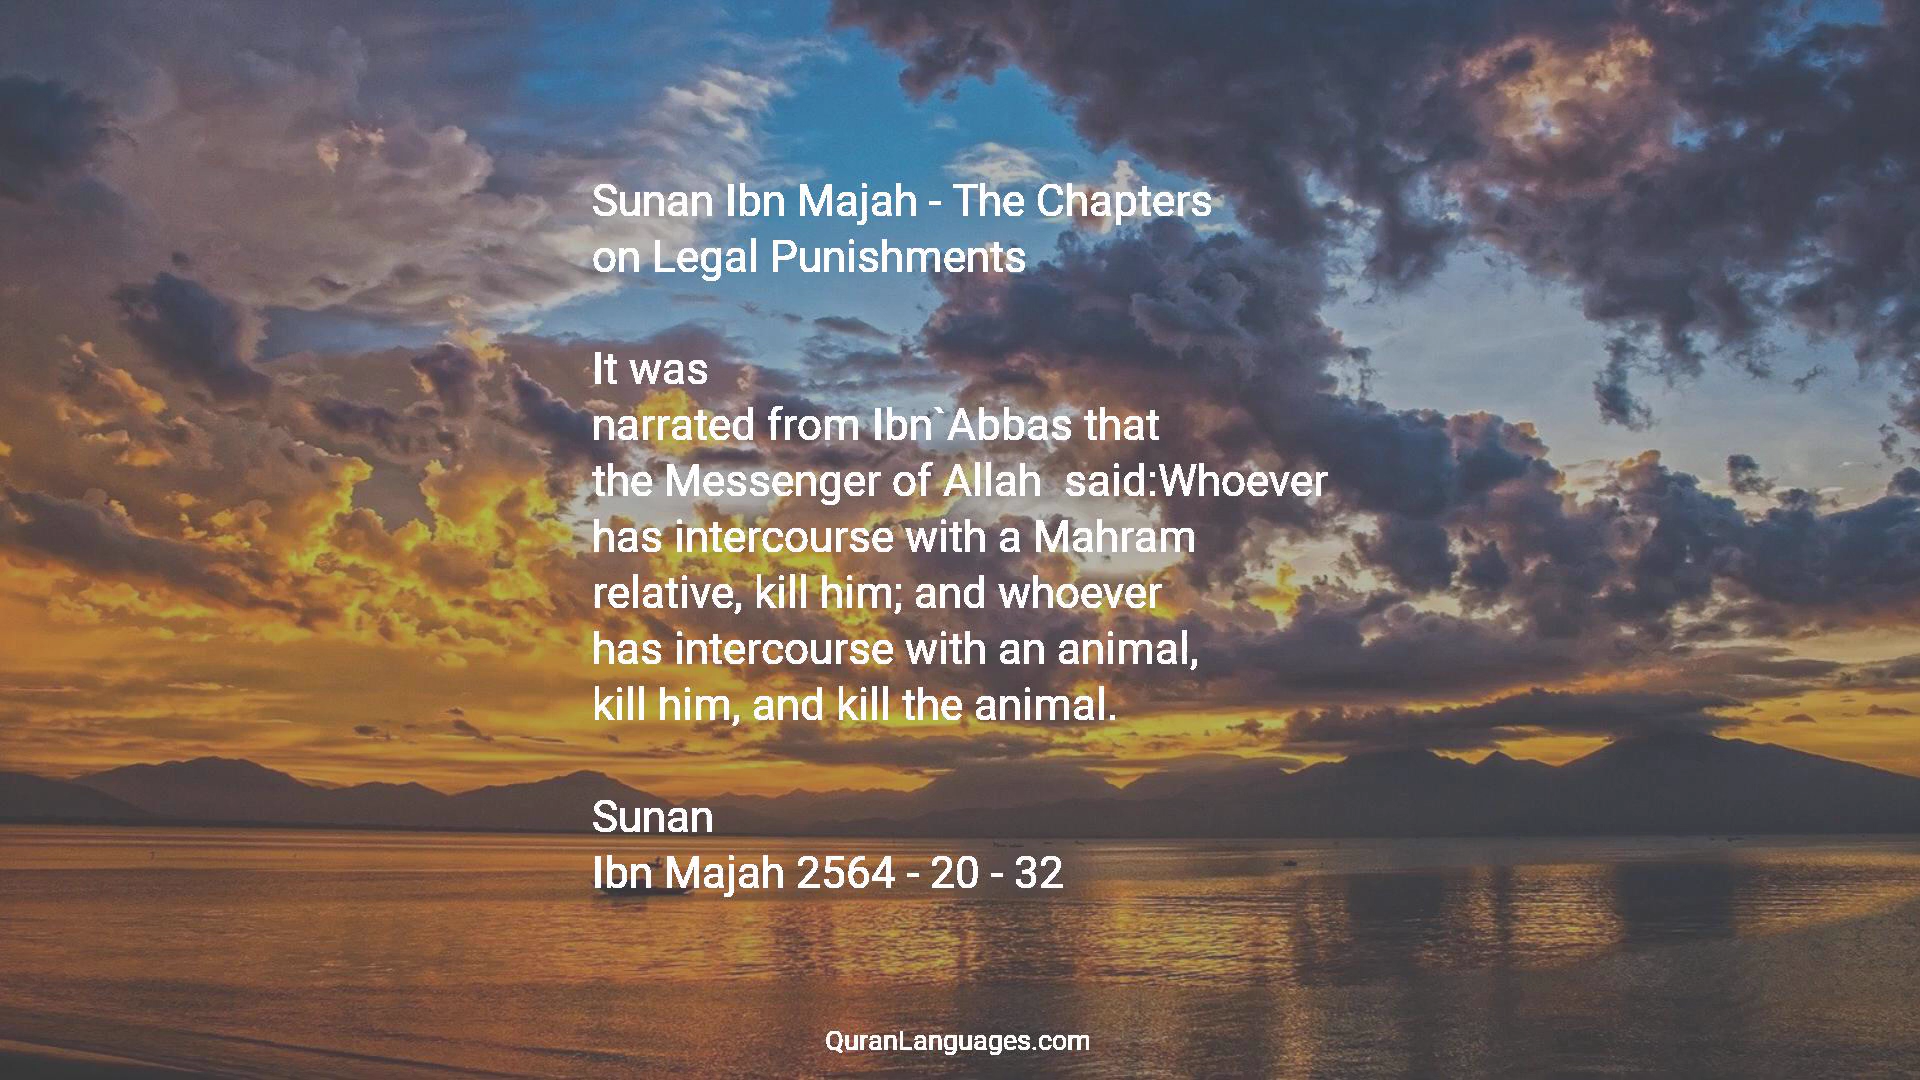 Sunan Ibn Majah - The Chapters
on Legal Punishments
It was
narrated from Ibn`Abbas that
the Messenger of Allah  said:Whoever
has intercourse with a Mahram
relative, kill him; and whoever
has intercourse with an animal,
kill him, and kill the animal.
Sunan
Ibn Majah 2564 - 20 - 32
QuranLanguages.com